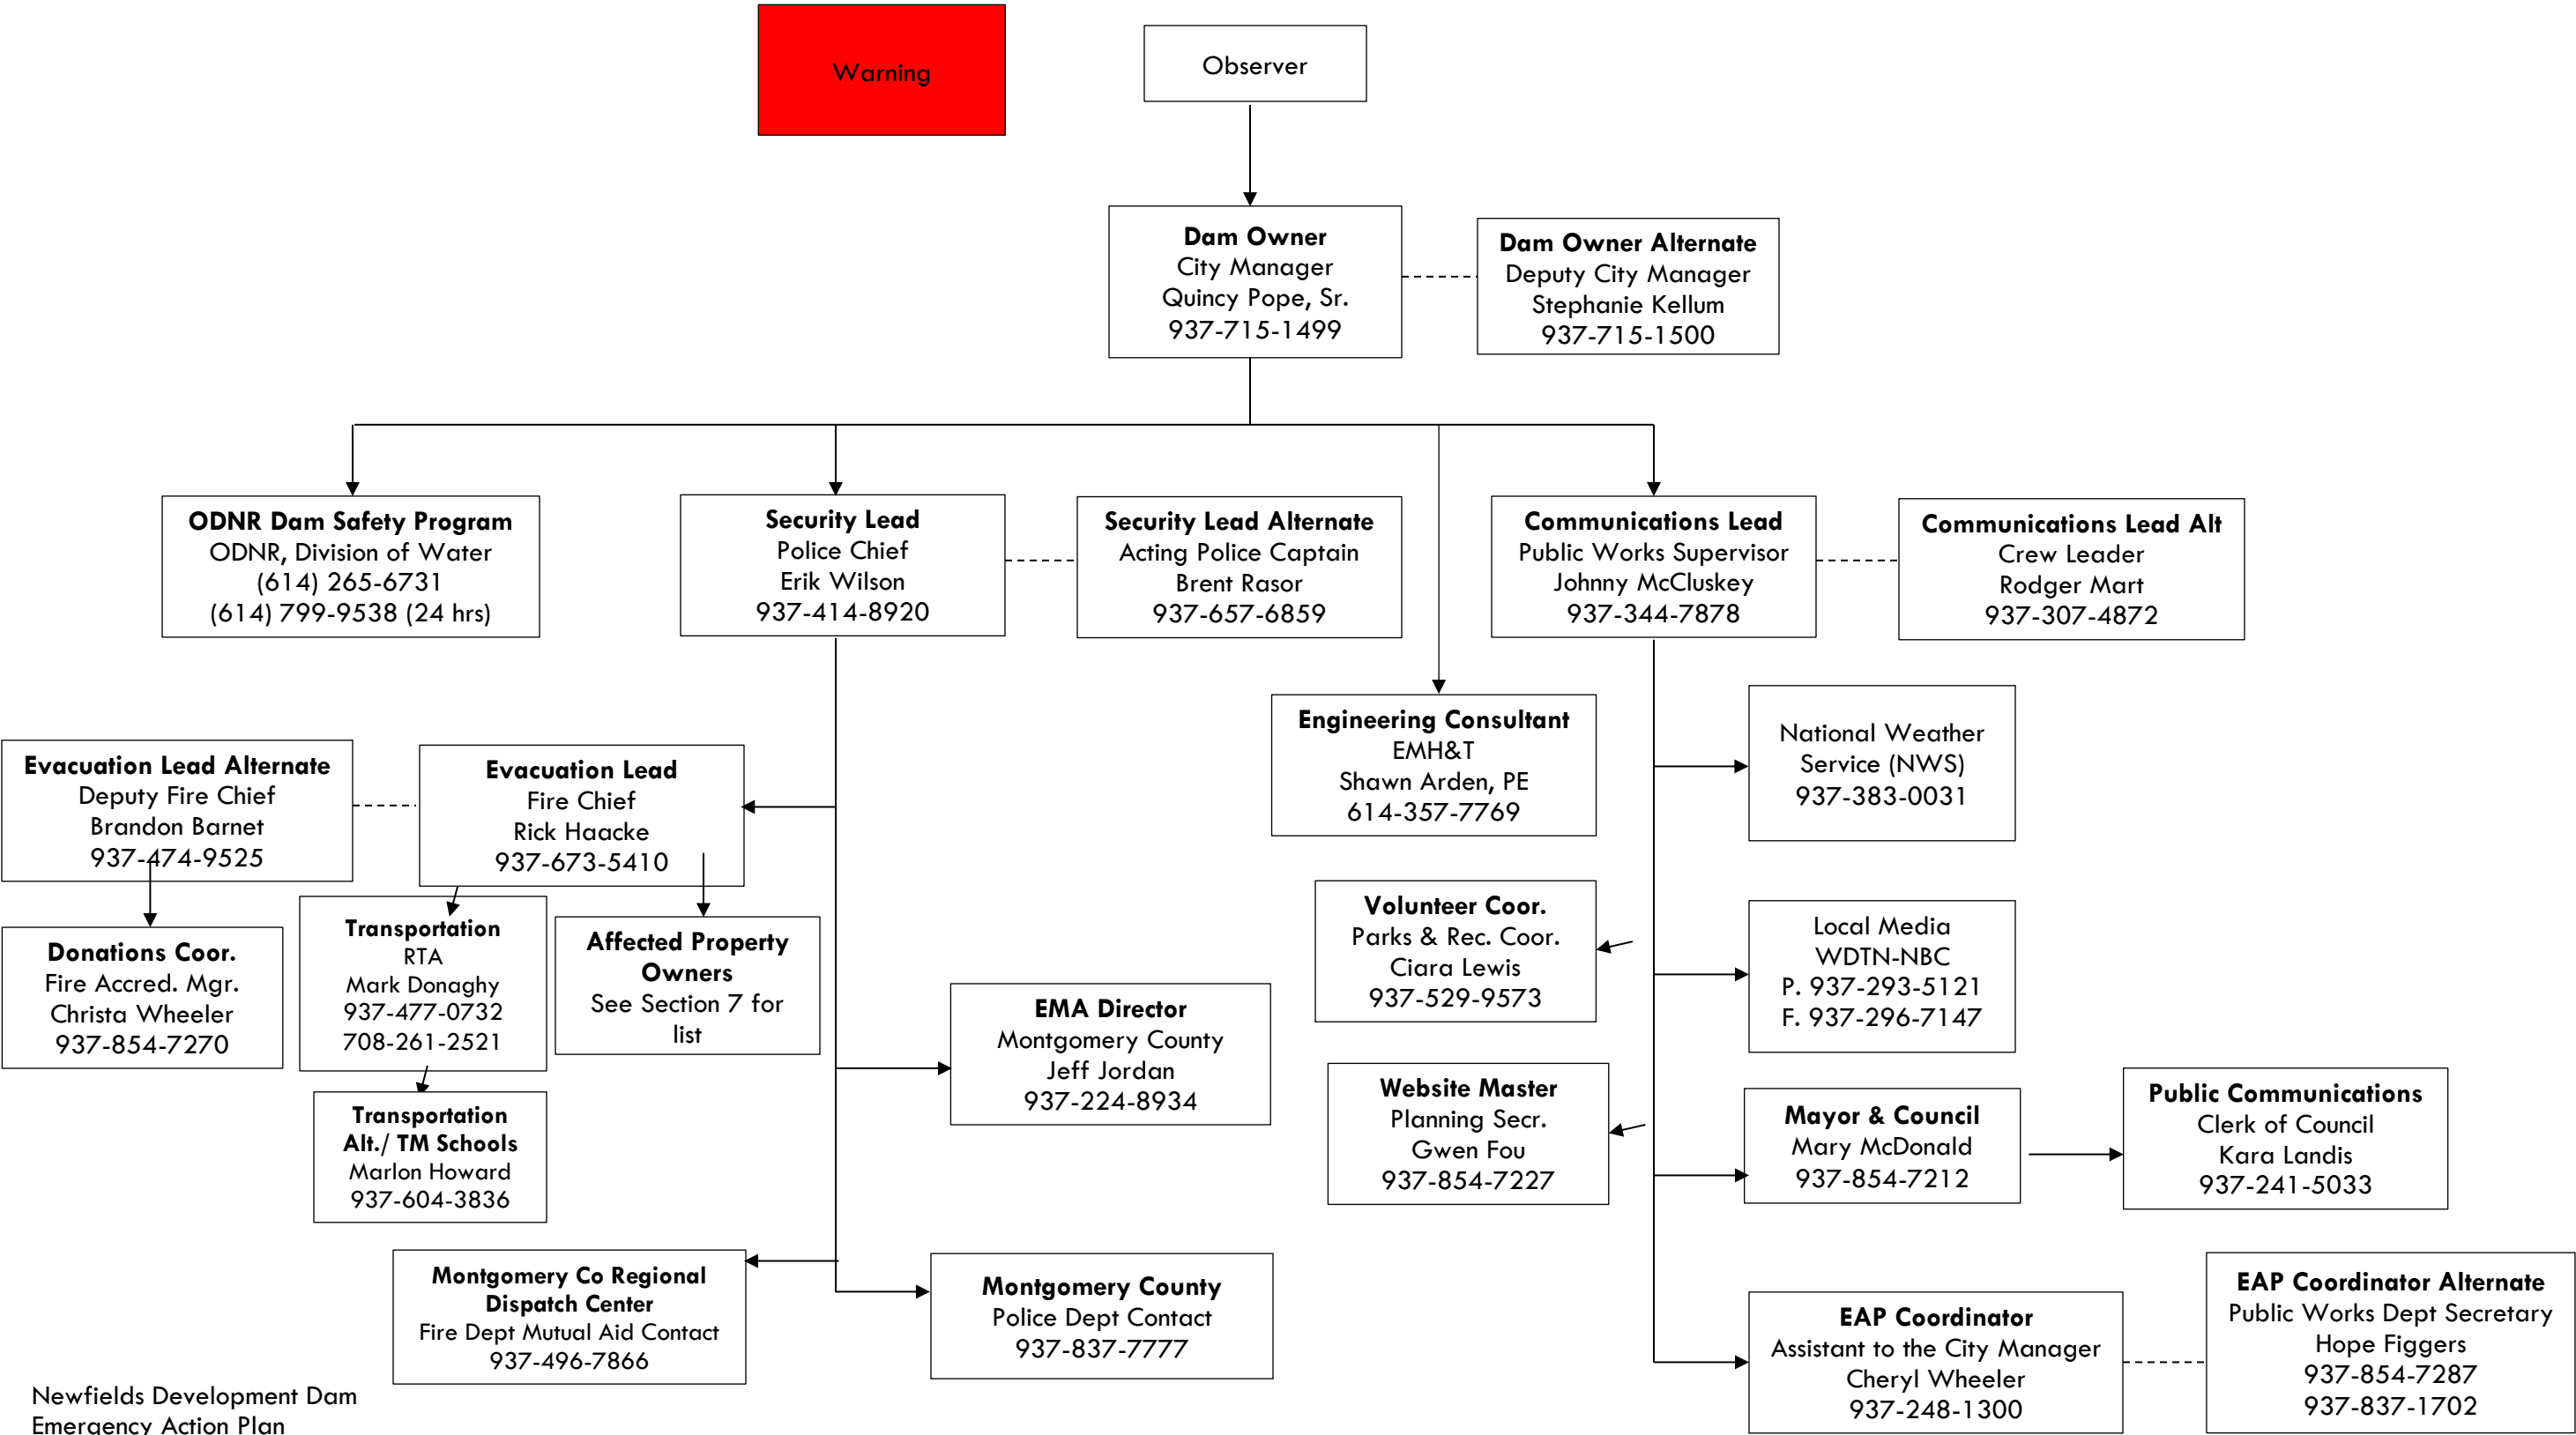 Warning
Observer
Dam Owner
City Manager
Quincy Pope, Sr.
937-715-1499
Dam Owner Alternate
Deputy City Manager
Stephanie Kellum
937-715-1500
ODNR Dam Safety Program
ODNR, Division of Water
(614) 265-6731
(614) 799-9538 (24 hrs)
Security Lead
Police Chief
Erik Wilson
937-414-8920
Security Lead Alternate
Acting Police Captain
Brent Rasor
937-657-6859
Communications Lead
Public Works Supervisor
Johnny McCluskey
937-344-7878
Communications Lead Alt
Crew Leader
Rodger Mart
937-307-4872
Evacuation Lead Alternate
Deputy Fire Chief
Brandon Barnet
937-474-9525
Evacuation Lead
Fire Chief
Rick Haacke
937-673-5410
Engineering Consultant
EMH&T
Shawn Arden, PE
614-357-7769
National Weather
Service (NWS)
937-383-0031
Donations Coor.
Fire Accred. Mgr.
Christa Wheeler
937-854-7270
Transportation
RTA
Mark Donaghy
937-477-0732
708-261-2521
Affected Property
Owners
See Section 7 for
list
Volunteer Coor.
Parks & Rec. Coor.
Ciara Lewis
937-529-9573
Local Media
WDTN-NBC
P. 937-293-5121
F. 937-296-7147
EMA Director
Montgomery County
Jeff Jordan
937-224-8934
Transportation
Alt./ TM Schools
Marlon Howard
937-604-3836
Website Master
Planning Secr.
Gwen Fou
937-854-7227
Mayor & Council
Mary McDonald
937-854-7212
Public Communications
Clerk of Council
Kara Landis
937-241-5033
Montgomery Co Regional
Dispatch Center
Fire Dept Mutual Aid Contact
937-496-7866
Montgomery County
Police Dept Contact
937-837-7777
EAP Coordinator
Assistant to the City Manager
Cheryl Wheeler
937-248-1300
EAP Coordinator Alternate
Public Works Dept Secretary
Hope Figgers
937-854-7287
937-837-1702
Newfields Development Dam
Emergency Action Plan